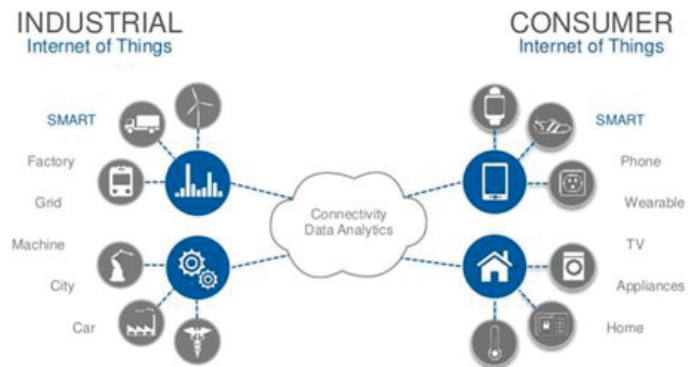 INDUSTRIAL
Internet of Things
SMART
Factory
Grid
Machine
City
Car
Connectivity
Data Analytics
CONSUMER
Internet of Things
SMART
Phone
Wearable
TV
Appliances
Home